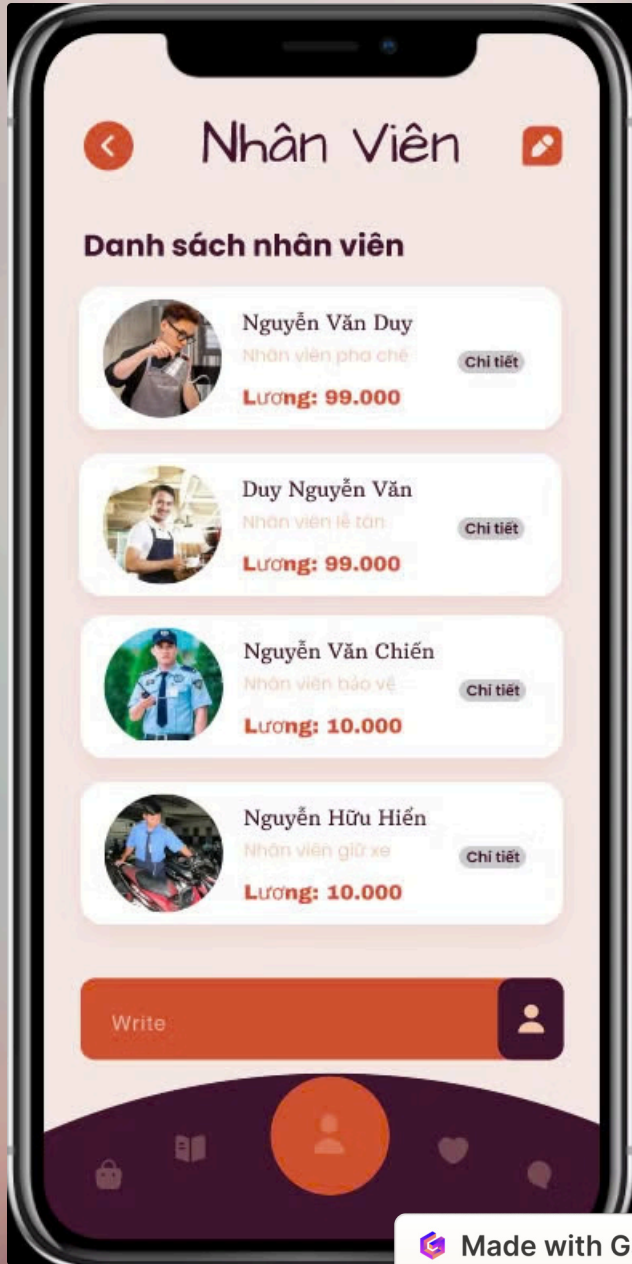 Nhân Viên
Danh sách nhân viên
Nguyễn Văn Duy
Nhân viên pha chế
Chi tiết
Lương: 99.000
Duy Nguyễn Văn
Nhân viên lễ tân
Chi tiết
Lương: 99.000
Nguyễn Văn Chiến
Nhân viên bảo vệ
Chi tiết
Lương: 10.000
Nguyễn Hữu Hiến
Nhân viên giữ xe
Chi tiết
Lương: 10.000
Write
Made with G